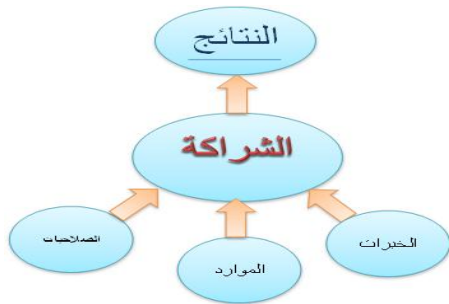 النتائج
الشراكة
الخبرات
الموارد
الصلاحيات